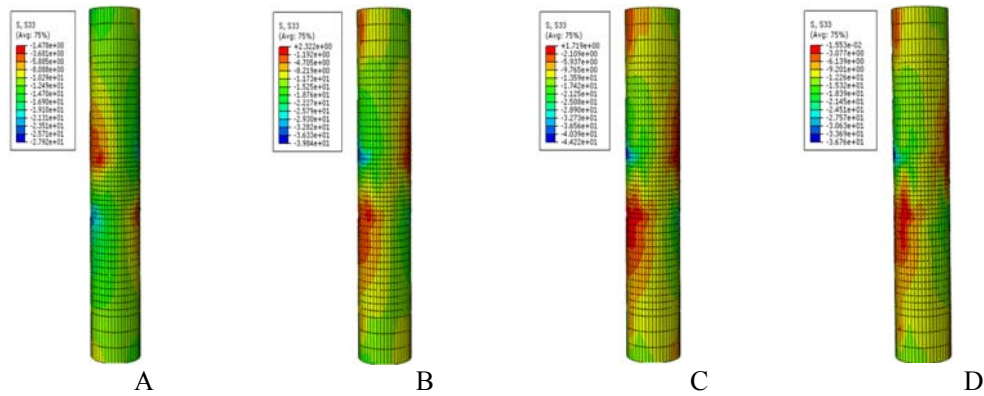 S, S33
(Avg: 75%)
-1.478e+00
-3.681e+00
-5.885e+00
-8.088e+00
-1.029e+01
-1.249e+01
-1.470e+01
-1.690e+01
-1.910e+01
-2.131e+01
-2.351e+01
-2.571e+01
-2.792e+01
S, S33
(Avg: 75%)
+2.322e+00
-1.192e+00
-4.705e+00
-8.219e+00
-1.173e+01
-1.525e+01
-1.876e+01
-2.227e+01
-2.579e+01
-2.930e+01
-3.282e+01
-3.633e+01
-3.984e+01
S, S33
(Avg: 75%)
+1.719e+00
-2.109e+00
-5.937e+00
-9.765e+00
-1.359e+01
-1.742e+01
-2.125e+01
-2.508e+01
-2.890e+01
-3.273e+01
-3.656e+01
-4.039e+01
-4.422e+01
S, S33
(Avg: 75%)
-1.553e-02
-3.077e+00
-6.139e+00
-9.201e+00
-1.226e+01
-1.532e+01
-1.839e+01
-2.145e+01
-2.451e+01
-2.757e+01
-3.063e+01
-3.369e+01
-3.676e+01
A
B
C
D